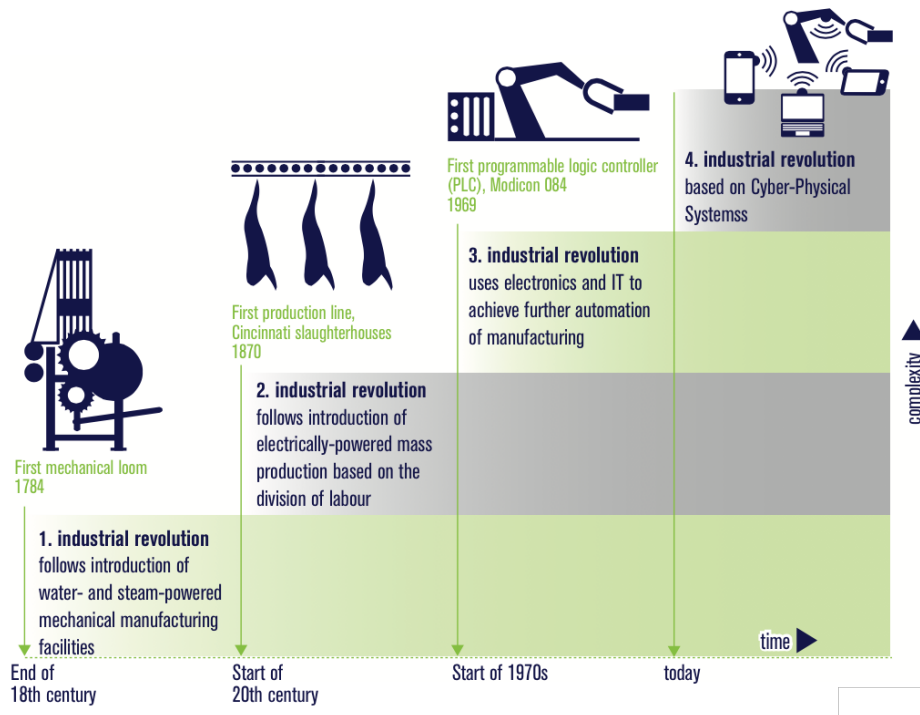 First mechanical loom
1784
1. industrial revolution
follows introduction of
water- and steam-powered
mechanical manufacturing
facilities
End of
18th century
First production line,
Cincinnati slaughterhouses
1870
2. industrial revolution
follows introduction of
electrically-powered mass
production based on the
division of labour
Start of
20th century
First programmable logic controller
(PLC), Modicon 084
1969
3. industrial revolution
uses electronics and IT to
achieve further automation
of manufacturing
Start of 1970s
4. industrial revolution
based on Cyber-Physical
Systemss
today
time
complexity